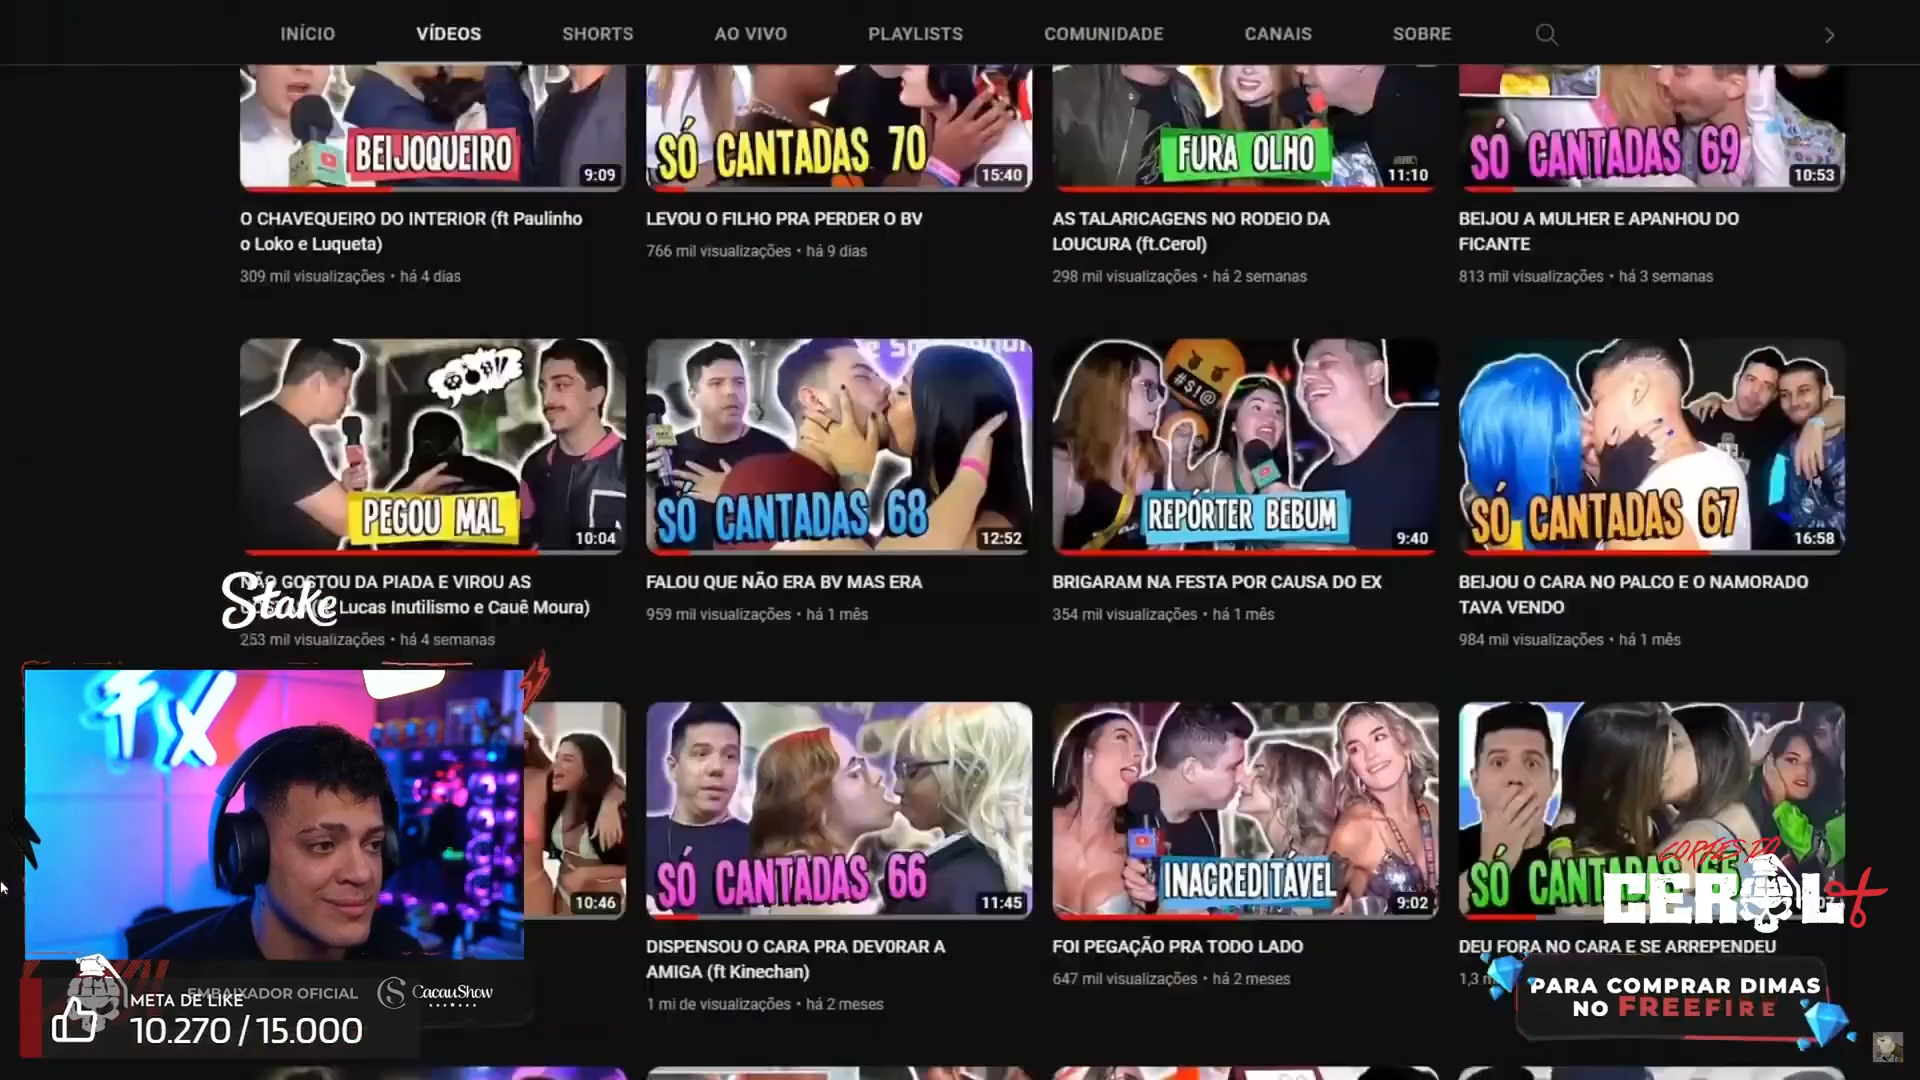 INÍCIO VÍDEOS SHORTS AO VIVO PLAYLISTS COMUNIDADE CANAIS SOBRE
BEIJOQUEIRO
9:09
SÓ CANTADAS 70
15:40
FURA OLHO
11:10
SÓ CANTADAS 69
10:53
O CHAVEQUEIRO DO INTERIOR (ft Paulinho
o Loko e Luqueta)
309 mil visualizações • há 4 dias
LEVOU O FILHO PRA PERDER O BV
766 mil visualizações • há 9 dias
AS TALARICAGENS NO RODEIO DA
LOUCURA (ft.Cerol)
298 mil visualizações • há 2 semanas
BEIJOU A MULHER E APANHOU DO
FICANTE
813 mil visualizações • há 3 semanas
PEGOU MAL
10:04
SÓ CANTADAS 68
12:52
#$!@
REPÓRTER BEBUM
9:40
SÓ CANTADAS 67
16:58
NÃO GOSTOU DA PIADA E VIROU AS
Lucas Inutilismo e Cauê Moura)
253 mil visualizações • há 4 semanas
Stake
FALOU QUE NÃO ERA BV MAS ERA
959 mil visualizações • há 1 mês
BRIGARAM NA FESTA POR CAUSA DO EX
354 mil visualizações • há 1 mês
BEIJOU O CARA NO PALCO E O NAMORADO
TAVA VENDO
984 mil visualizações • há 1 mês
FX
10:46
SÓ CANTADAS 66
11:45
INACREDITÁVEL
9:02
SÓ
CORTES DO
CEROL
DISPENSOU O CARA PRA DEV0RAR A
AMIGA (ft Kinechan)
1 mi de visualizações • há 2 meses
FOI PEGAÇÃO PRA TODO LADO
647 mil visualizações • há 2 meses
DEU FORA NO CARA E SE ARREPENDEU
1,3
PARA COMPRAR DIMAS
NO FREEFIRE
EMBAIXADOR OFICIAL
CacauShow
META DE LIKE
10.270 / 15.000